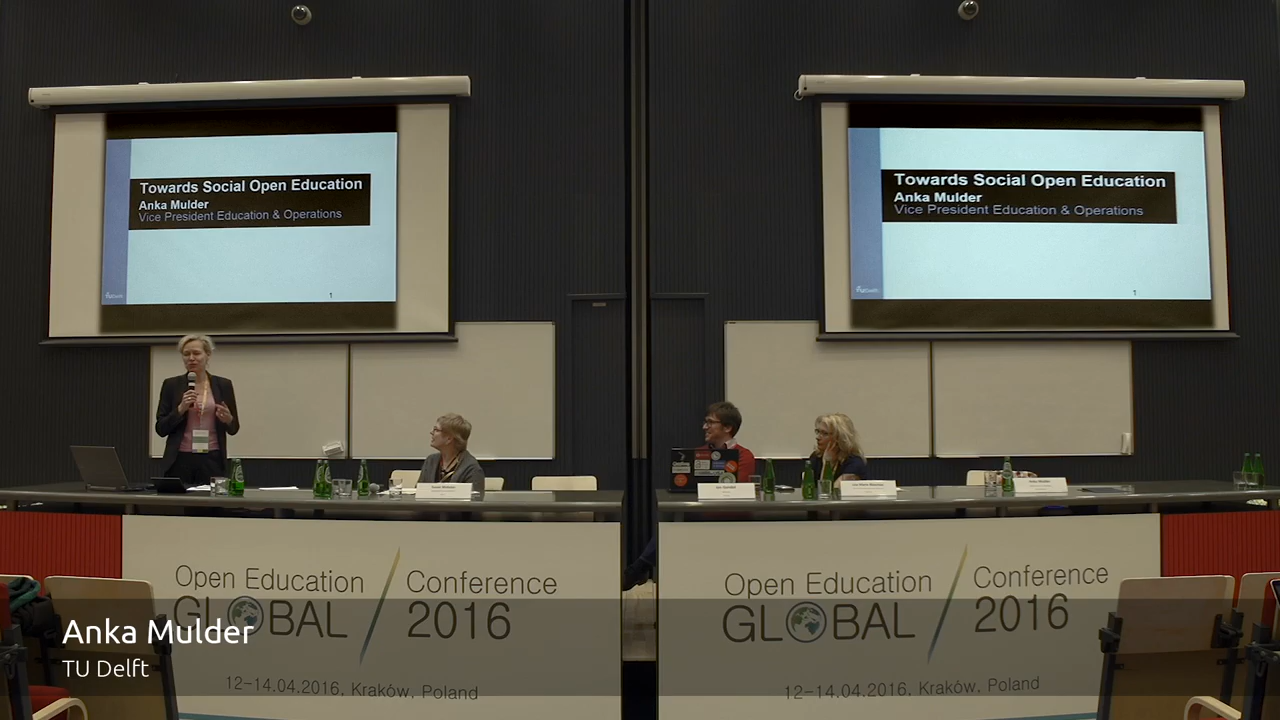 Towards Social Open Education
Anka Mulder
Vice President Education & Operations
1
Towards Social Open Education
Anka Mulder
Vice President Education & Operations
1
Open Education
GLOBAL
Conference
2016
12-14.04.2016, Kraków, Poland
Open Education
GLOBAL
Conference
2016
12-14.04.2016, Kraków, Poland
Anka Mulder
TU Delft